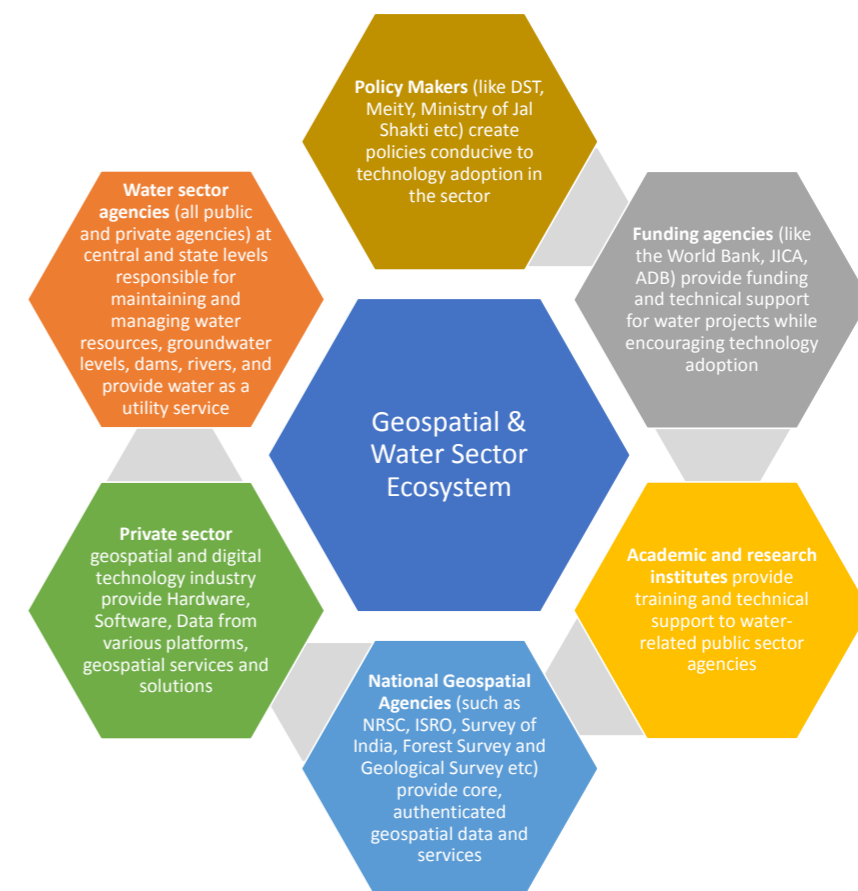 Policy Makers (like DST,
MeitY, Ministry of Jal
Shakti etc) create
policies conducive to
technology adoption in
the sector
Funding agencies (like
the World Bank, JICA,
ADB) provide funding
and technical support
for water projects while
encouraging technology
adoption
Academic and research
institutes provide
training and technical
support to water-
related public sector
agencies
National Geospatial
Agencies (such as
NRSC, ISRO, Survey of
India, Forest Survey and
Geological Survey etc)
provide core,
authenticated
geospatial data and
services
Private sector
geospatial and digital
technology industry
provide Hardware,
Software, Data from
various platforms,
geospatial services and
solutions
Water sector
agencies (all public
and private agencies) at
central and state levels
responsible for
maintaining and
managing water
resources, groundwater
levels, dams, rivers, and
provide water as a
utility service
Geospatial &
Water Sector
Ecosystem